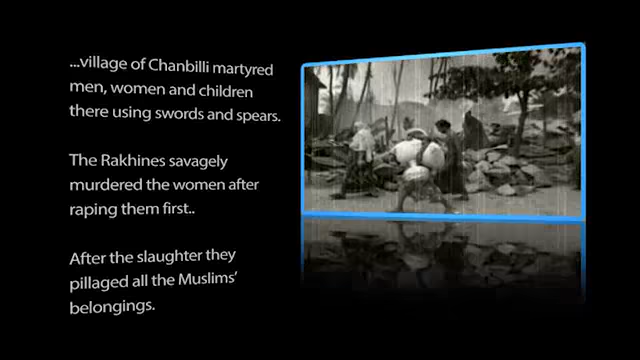 ...village of Chanbilli martyred
men, women and children
there using swords and spears.
The Rakhines savagely
murdered the women after
raping them first..
After the slaughter they
pillaged all the Muslims'
belongings.